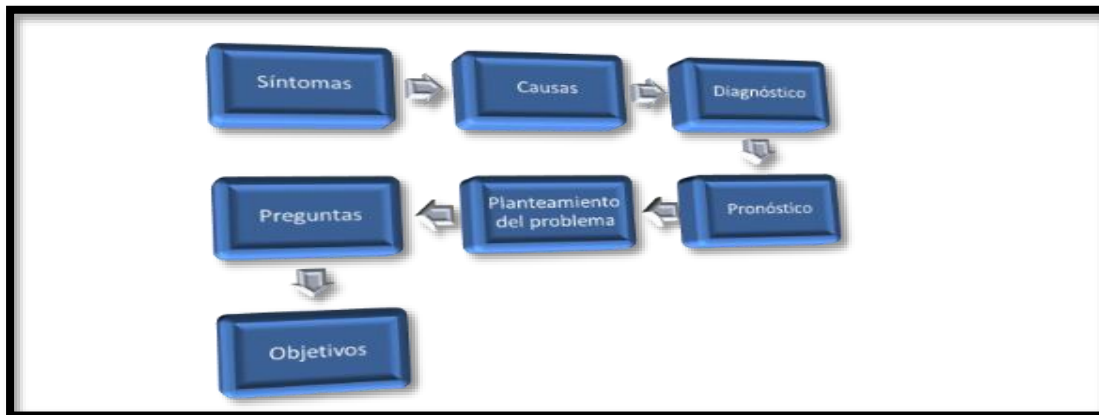 Síntomas
Causas
Diagnóstico
Pronóstico
Planteamiento
del problema
Preguntas
Objetivos